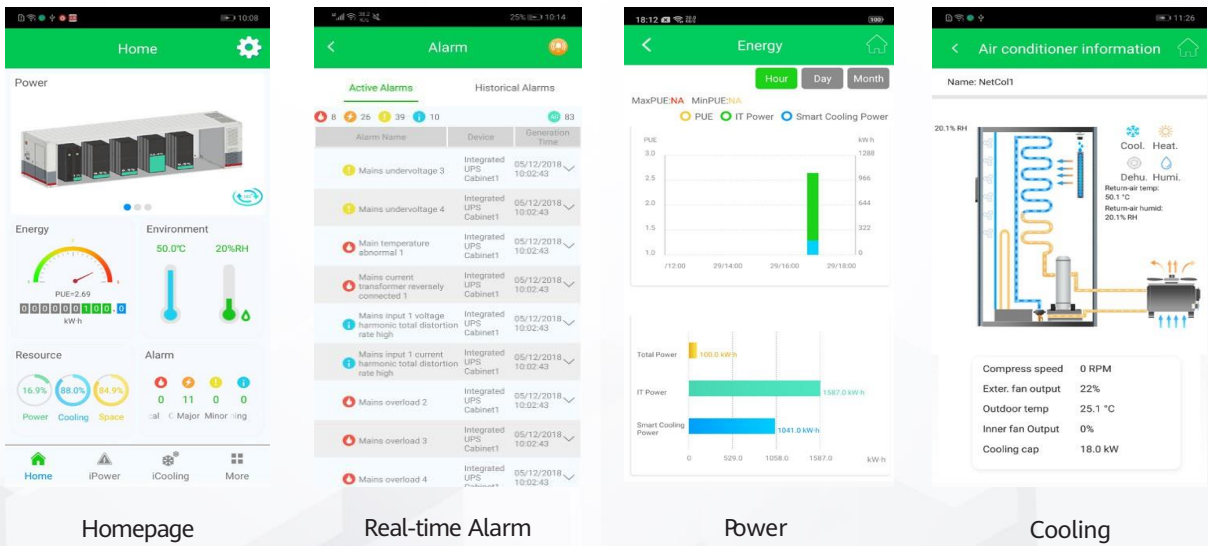 10:08
Home
Power
180°
Energy
PUE=2.69
000000100.0
kW·h
Environment
50.0℃ 20%RH
Resource
16.9% 88.0% 84.9%
Power Cooling Space
Alarm
0 11 0 0
cal C Major Minor ning
Home iPower iCooling More
Homepage
38.2 K/s 25% 10:14
Alarm
Active Alarms Historical Alarms
8 26 39 10 83
Alarm Name Device Generation Time
Mains undervoltage 3 Integrated UPS Cabinet1 05/12/2018 10:02:43
Mains undervoltage 4 Integrated UPS Cabinet1 05/12/2018 10:02:43
Main temperature abnormal 1 Integrated UPS Cabinet1 05/12/2018 10:02:43
Mains current transformer reversely connected 1 Integrated UPS Cabinet1 05/12/2018 10:02:43
Mains input 1 voltage harmonic total distortion rate high Integrated UPS Cabinet1 05/12/2018 10:02:43
Mains input 1 current harmonic total distortion rate high Integrated UPS Cabinet1 05/12/2018 10:02:43
Mains overload 2 Integrated UPS Cabinet1 05/12/2018 10:02:43
Mains overload 3 Integrated UPS Cabinet1 05/12/2018 10:02:43
Mains overload 4 Integrated UPS Cabinet1 05/12/2018 10:02:43
Real-time Alarm
18:12 100
Energy
Hour Day Month
MaxPUE:NA MinPUE:NA
PUE IT Power Smart Cooling Power
PUE kW·h
3.0 1288
2.5 966
2.0 644
1.5 322
1.0 0
/12:00 29/14:00 29/16:00 29/18:00
Total Power 100.0 kW·h
IT Power 1587.0 kW·h
Smart Cooling Power 1041.0 kW·h
0 529.0 1058.0 1587.0 kW·h
Power
11:26
Air conditioner information
Name: NetCol1
20.1% RH
Cool. Heat.
Dehu. Humi.
Return-air temp:
50.1 °C
Return-air humid:
20.1% RH
Compress speed 0 RPM
Exter. fan output 22%
Outdoor temp 25.1 °C
Inner fan Output 0%
Cooling cap 18.0 kW
Cooling